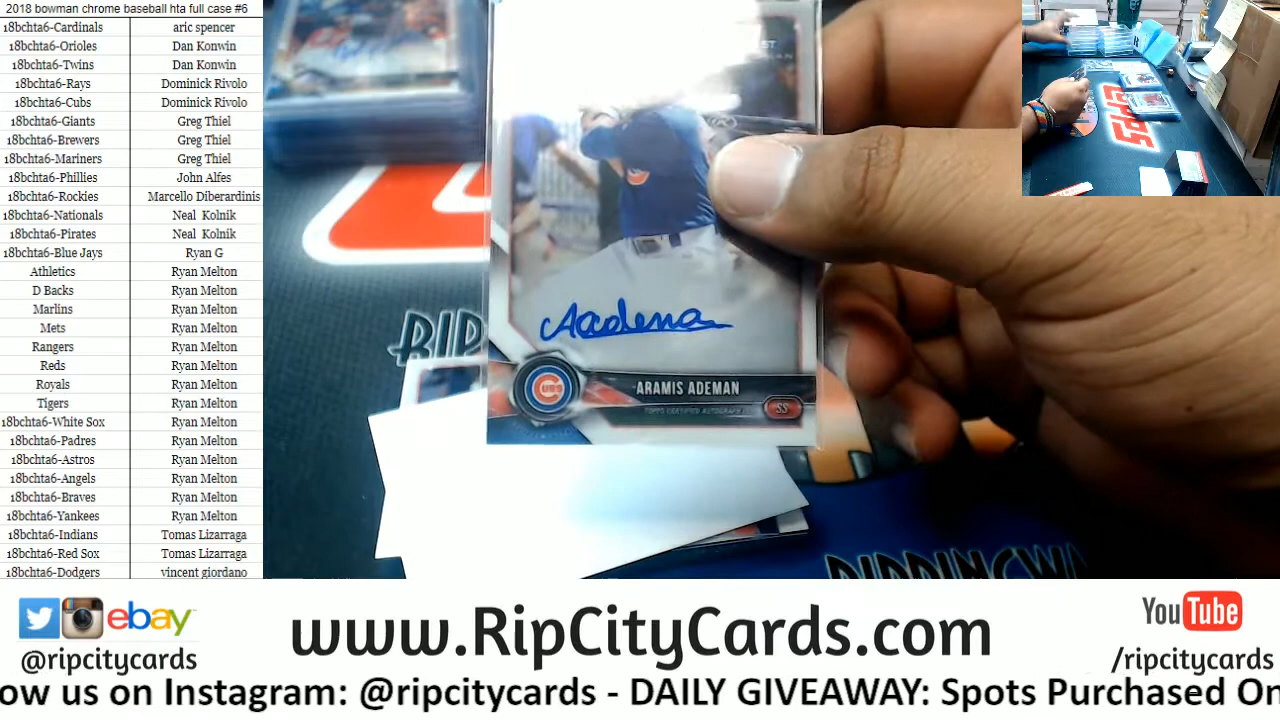 2018 bowman chrome baseball hta full case #6
18bchta6-Cardinals aric spencer
18bchta6-Orioles Dan Konwin
18bchta6-Twins Dan Konwin
18bchta6-Rays Dominick Rivolo
18bchta6-Cubs Dominick Rivolo
18bchta6-Giants Greg Thiel
18bchta6-Brewers Greg Thiel
18bchta6-Mariners Greg Thiel
18bchta6-Phillies John Alfes
18bchta6-Rockies Marcello Diberardinis
18bchta6-Nationals Neal Kolnik
18bchta6-Pirates Neal Kolnik
18bchta6-Blue Jays Ryan G
Athletics Ryan Melton
D Backs Ryan Melton
Marlins Ryan Melton
Mets Ryan Melton
Rangers Ryan Melton
Reds Ryan Melton
Royals Ryan Melton
Tigers Ryan Melton
18bchta6-White Sox Ryan Melton
18bchta6-Padres Ryan Melton
18bchta6-Astros Ryan Melton
18bchta6-Angels Ryan Melton
18bchta6-Braves Ryan Melton
18bchta6-Yankees Ryan Melton
18bchta6-Indians Tomas Lizarraga
18bchta6-Red Sox Tomas Lizarraga
18bchta6-Dodgers vincent giordano
RIP
Aadema
CUBS
ARAMIS ADEMAN
TOPPS CERTIFIED AUTOGRAPH
SS
RIPPINGWA
ebay
@ripcitycards
www.RipCityCards.com
YouTube
/ripcitycards
ow us on Instagram: @ripcitycards - DAILY GIVEAWAY: Spots Purchased On